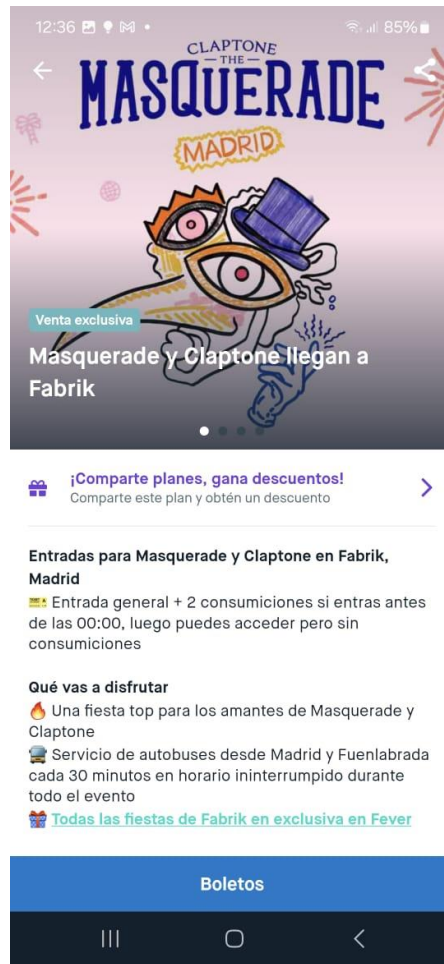 12:36
85%
CLAPTONE
— THE —
MASQUERADE
MADRID
Venta exclusiva
Masquerade y Claptone llegan a
Fabrik
¡Comparte planes, gana descuentos!
Comparte este plan y obtén un descuento
Entradas para Masquerade y Claptone en Fabrik,
Madrid
🎫 Entrada general + 2 consumiciones si entras antes
de las 00:00, luego puedes acceder pero sin
consumiciones
Qué vas a disfrutar
🔥 Una fiesta top para los amantes de Masquerade y
Claptone
🚍 Servicio de autobuses desde Madrid y Fuenlabrada
cada 30 minutos en horario ininterrumpido durante
todo el evento
🎁 Todas las fiestas de Fabrik en exclusiva en Fever
Boletos